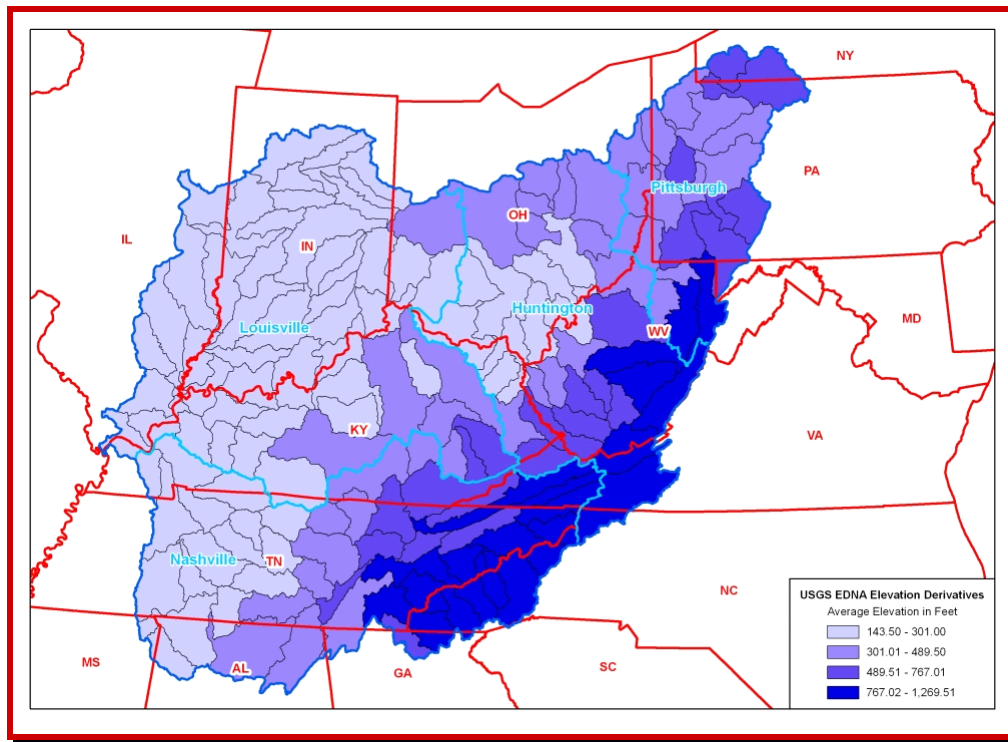 NY
PA
Pittsburgh
OH
IL
IN
Huntington
MD
Louisville
WV
KY
VA
Nashville
TN
NC
MS
AL
GA
SC
USGS EDNA Elevation Derivatives
Average Elevation in Feet
143.50 - 301.00
301.01 - 489.50
489.51 - 767.01
767.02 - 1,269.51